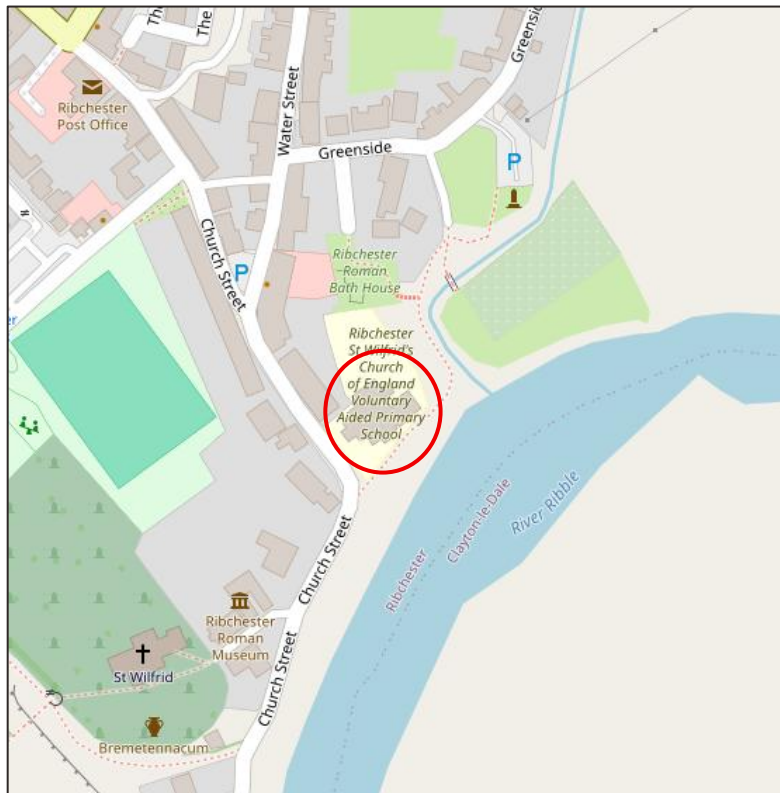 The
The
Greenside
Ribchester
Post Office
Water Street
Greenside
P
Church Street
P
Ribchester
Roman
Bath House
Ribchester
St Wilfrid's
Church
of England
Voluntary
Aided Primary
School
er
Clayton-le-Dale
River Ribble
Ribchester
Church Street
Ribchester
Roman
Museum
St Wilfrid
Church Street
Bremetennacum